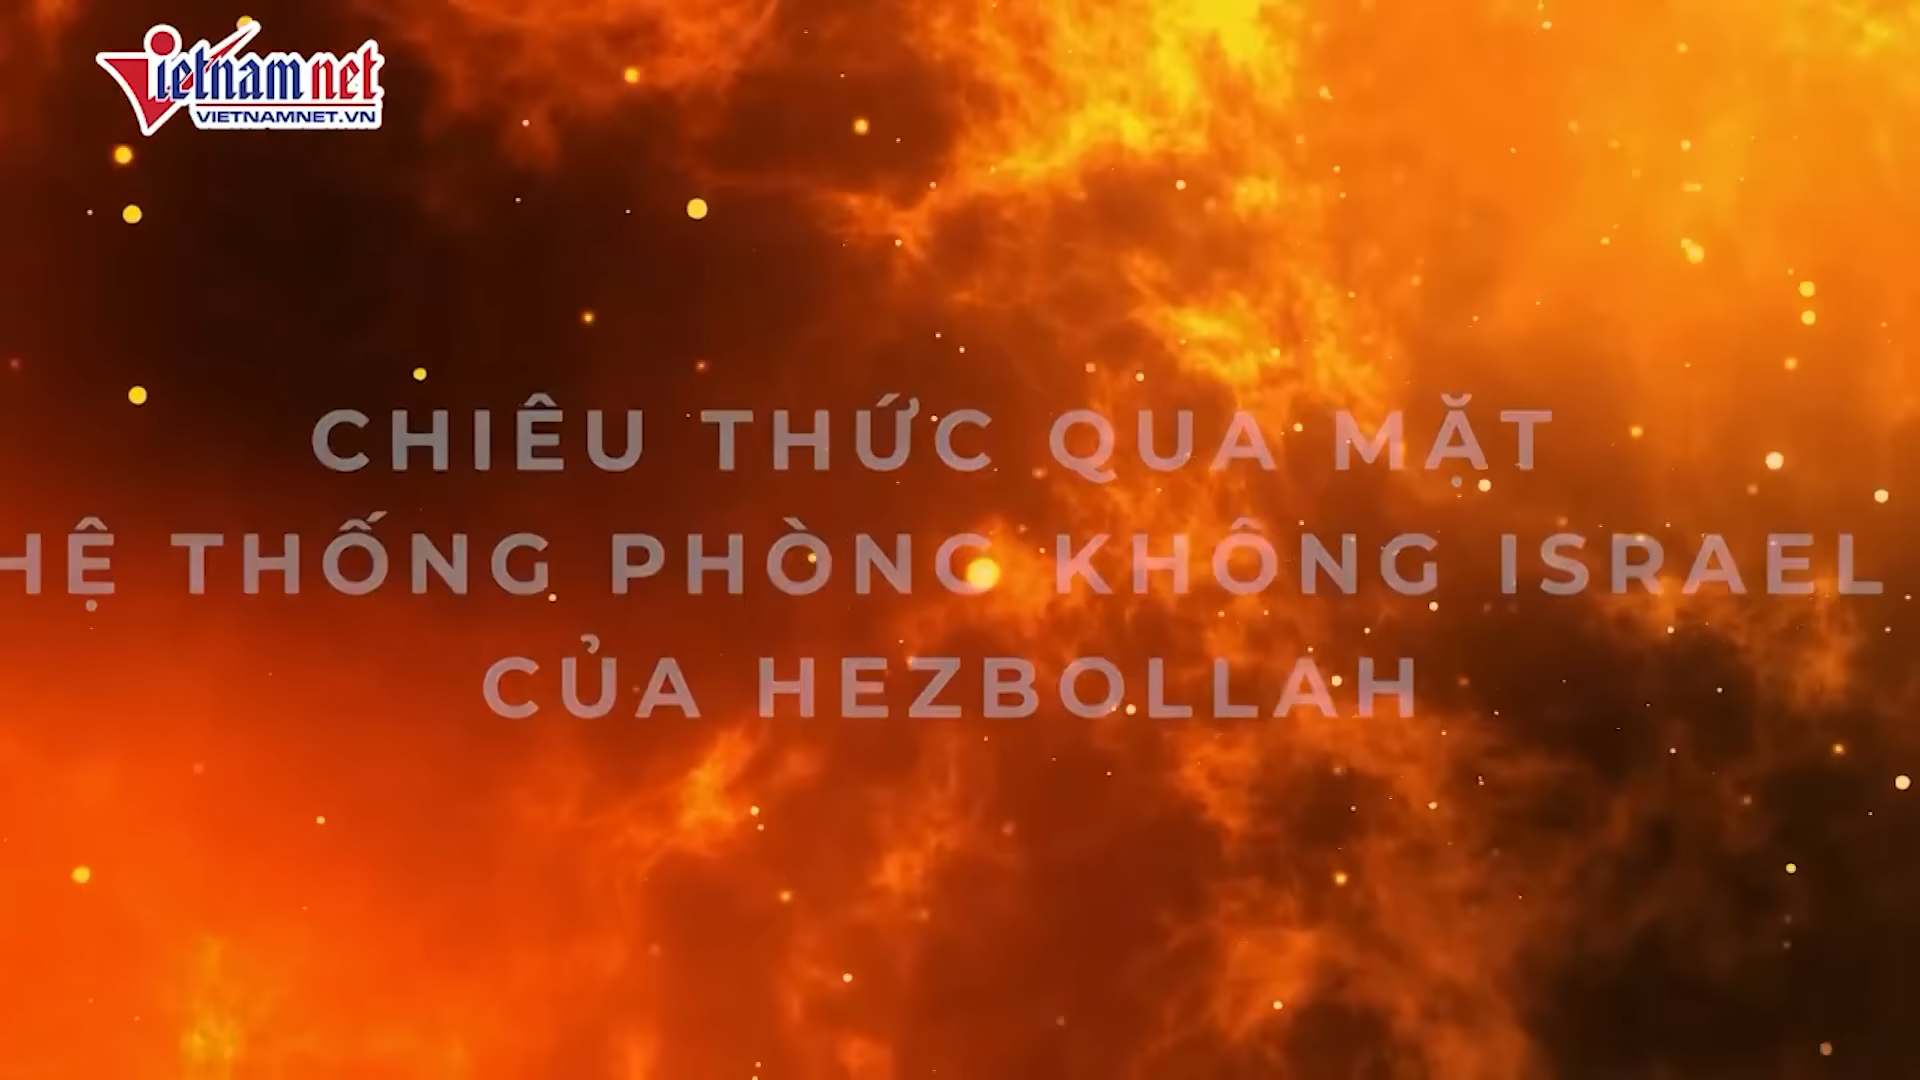 Vietnamnet
VIETNAMNET.VN
CHIÊU THỨC QUA MẶT
HỆ THỐNG PHÒNG KHÔNG ISRAEL
CỦA HEZBOLLAH